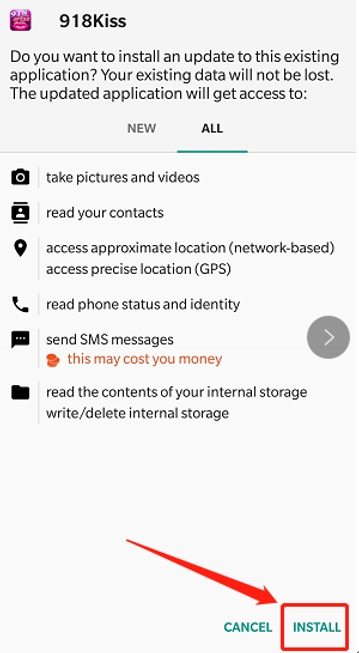 918Kiss
Do you want to install an update to this existing
application? Your existing data will not be lost.
The updated application will get access to:
NEW
ALL
take pictures and videos
read your contacts
access approximate location (network-based)
access precise location (GPS)
read phone status and identity
send SMS messages
this may cost you money
read the contents of your internal storage
write/delete internal storage
CANCEL
INSTALL